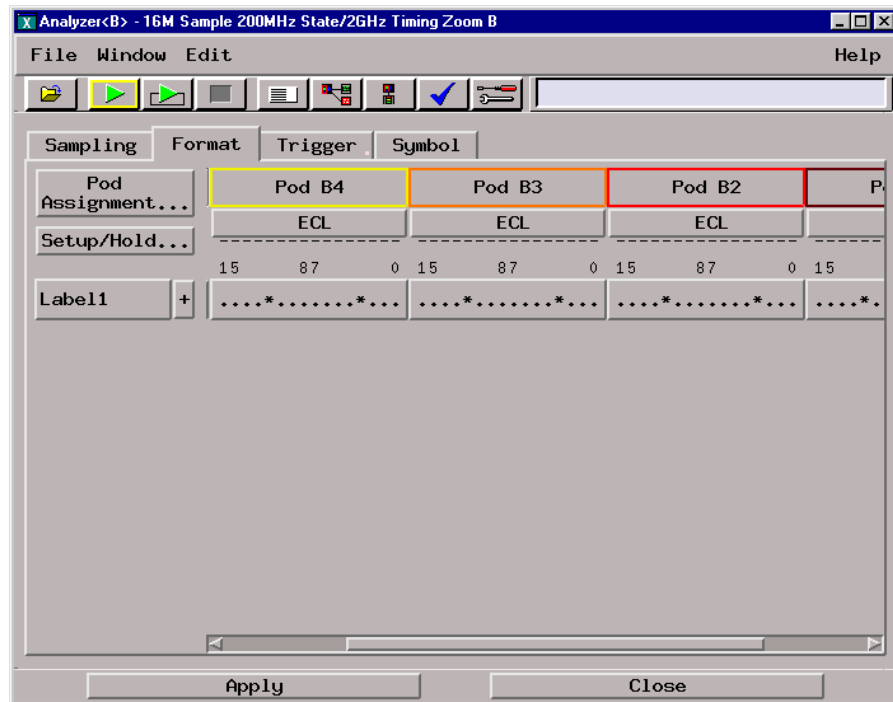 Analyzer<B> - 16M Sample 200MHz State/2GHz Timing Zoom B
File Window Edit Help
Sampling Format Trigger Symbol
Pod Assignment... Pod B4 Pod B3 Pod B2 P
Setup/Hold... ECL ECL ECL
15 87 0 15 87 0 15 87 0 15
Label1 + ....*.......*... ....*.......*... ....*.......*... ....*.
Apply Close